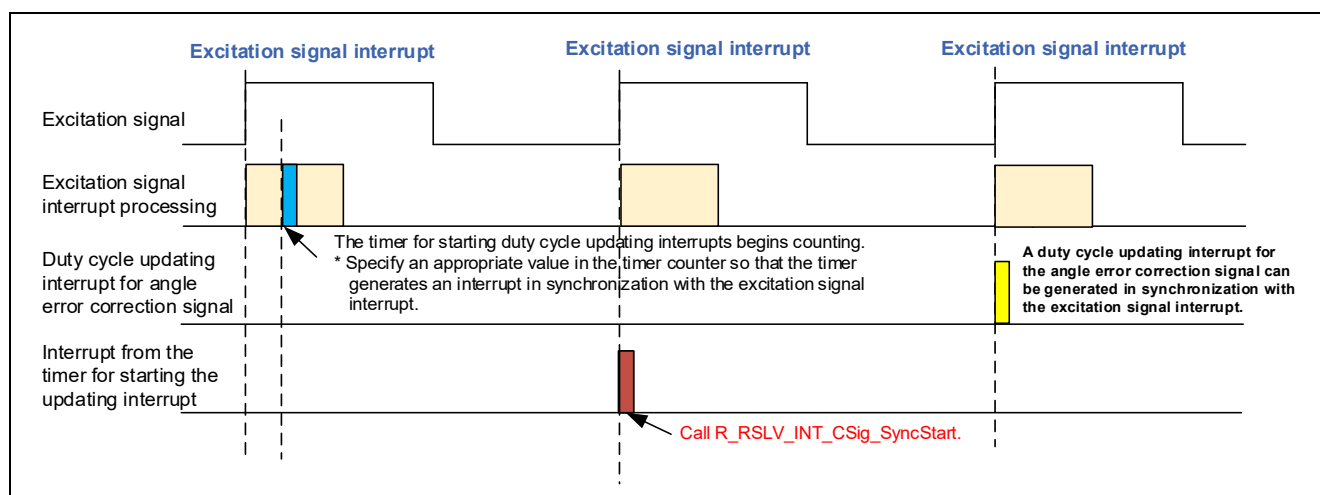 Excitation signal interrupt
Excitation signal interrupt
Excitation signal interrupt
Excitation signal
Excitation signal
interrupt processing
The timer for starting duty cycle updating interrupts begins counting.
* Specify an appropriate value in the timer counter so that the timer
generates an interrupt in synchronization with the excitation signal
interrupt.
Duty cycle updating
interrupt for angle
error correction signal
A duty cycle updating interrupt for
the angle error correction signal can
be generated in synchronization with
the excitation signal interrupt.
Interrupt from the
timer for starting the
updating interrupt
Call R_RSLV_INT_CSig_SyncStart.